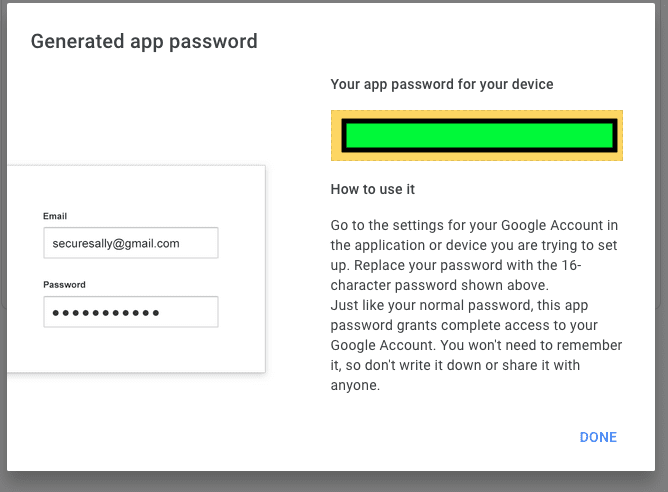 Generated app password
Your app password for your device
How to use it
Email
securesally@gmail.com
Password
Go to the settings for your Google Account in
the application or device you are trying to set
up. Replace your password with the 16-
character password shown above.
Just like your normal password, this app
password grants complete access to your
Google Account. You won't need to remember
it, so don't write it down or share it with
anyone.
DONE